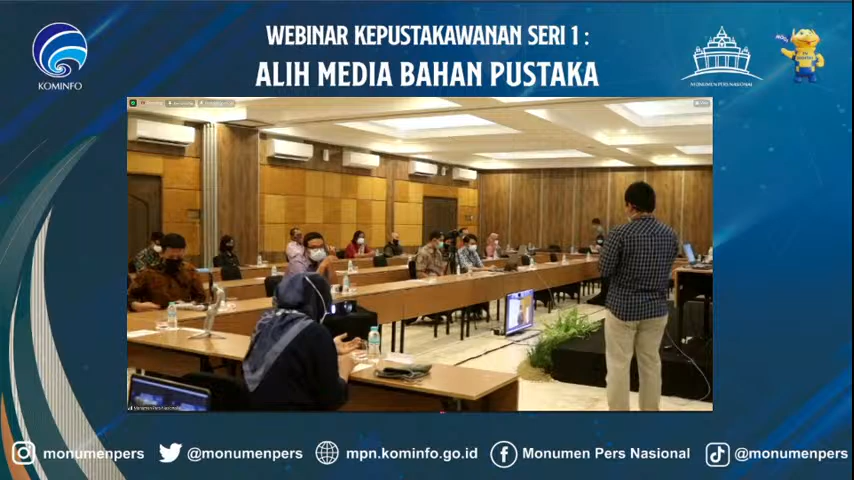 WEBINAR KEPUSTAKAWANAN SERI 1 :
ALIH MEDIA BAHAN PUSTAKA
KOMINFO
MONUMEN PERS NASIONAL
monumenpers
@monumenpers
mpn.kominfo.go.id
Monumen Pers Nasional
@monumenpers